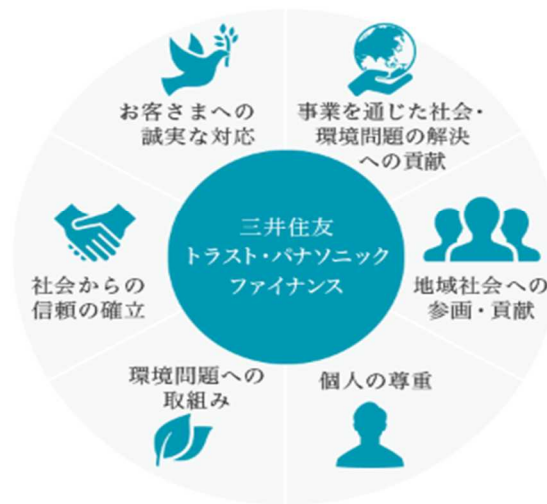 お客さまへの
誠実な対応
事業を通じた社会・
環境問題の解決
への貢献
三井住友
トラスト・パナソニック
ファイナンス
社会からの
信頼の確立
地域社会への
参画・貢献
環境問題への
取組み
個人の尊重